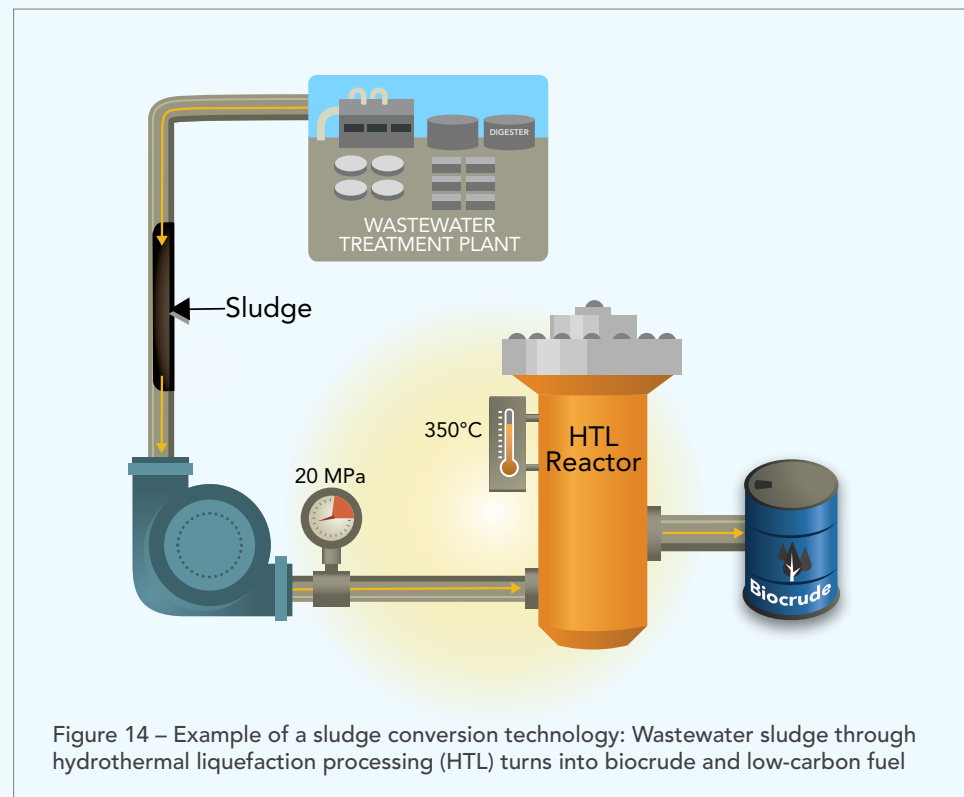 DIGESTER
WASTEWATER
TREATMENT PLANT
Sludge
350°C
HTL
Reactor
20 MPa
Biocrude
Figure 14 – Example of a sludge conversion technology: Wastewater sludge through
hydrothermal liquefaction processing (HTL) turns into biocrude and low-carbon fuel